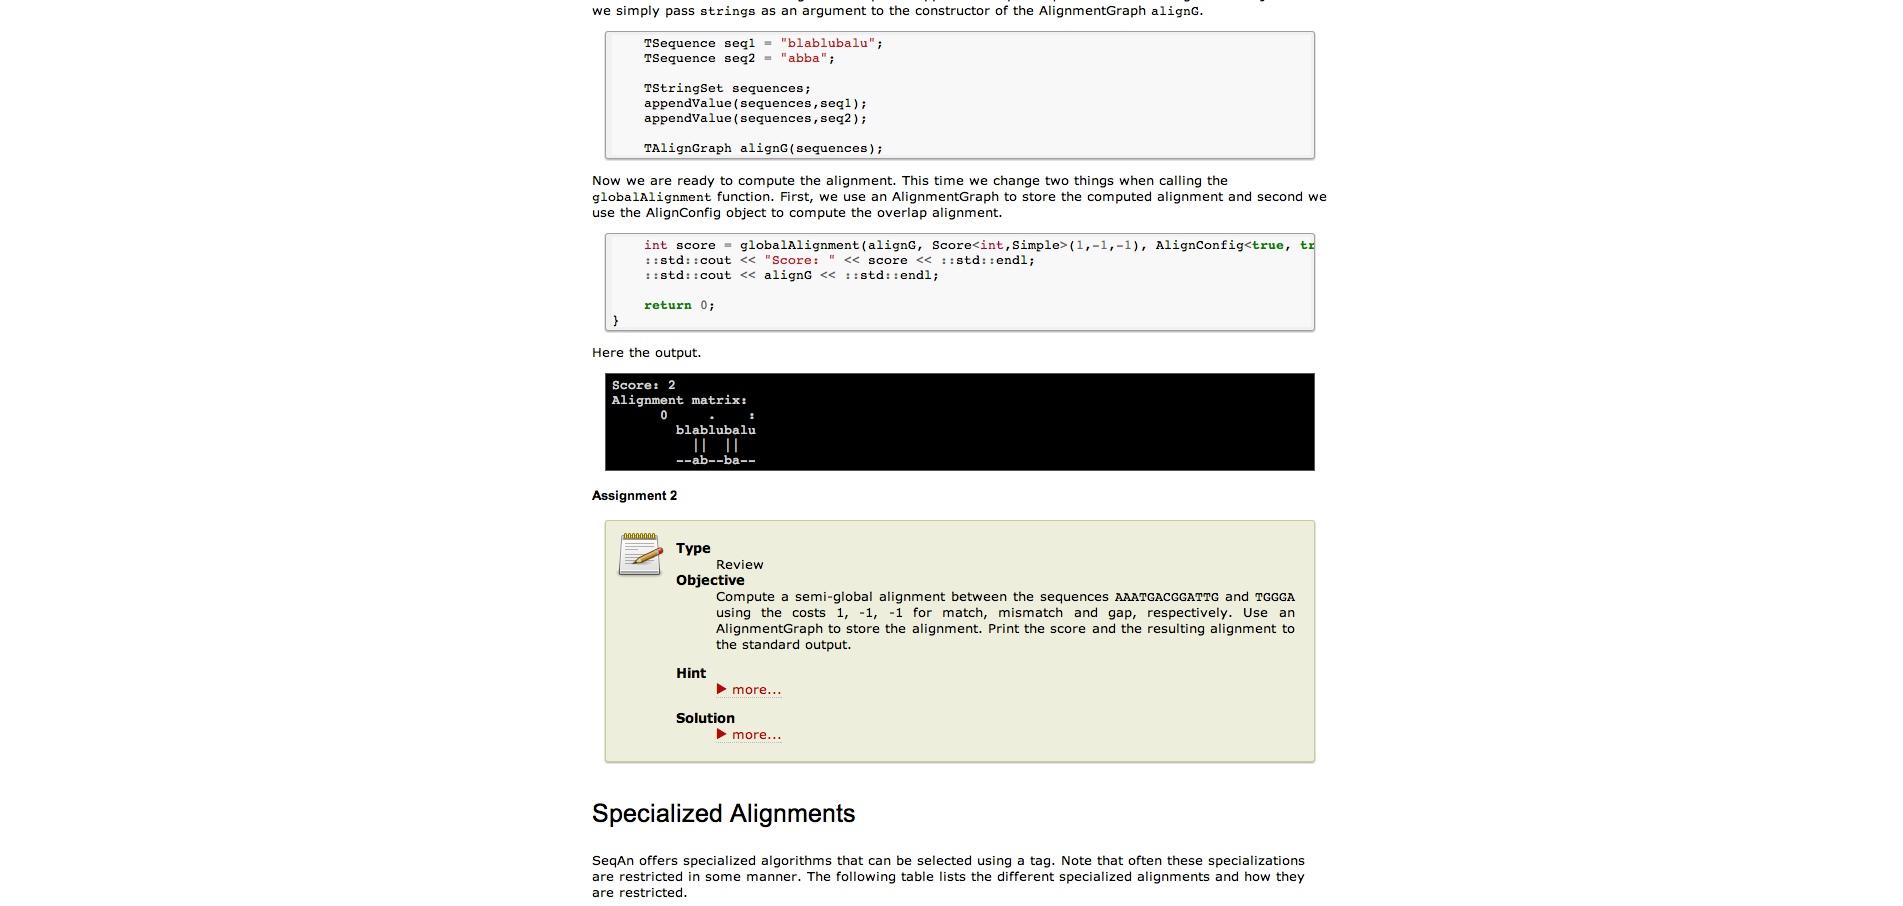 we simply pass strings as an argument to the constructor of the AlignmentGraph alignG.
TSequence seq1 = "blablubalu";
TSequence seq2 = "abba";
TStringSet sequences;
appendValue(sequences,seq1);
appendValue(sequences,seq2);
TAlignGraph alignG(sequences);
Now we are ready to compute the alignment. This time we change two things when calling the
globalAlignment function. First, we use an AlignmentGraph to store the computed alignment and second we
use the AlignConfig object to compute the overlap alignment.
int score = globalAlignment(alignG, Score<int,Simple>(1,-1,-1), AlignConfig<true, tr
::std::cout << "Score: " << score << ::std::endl;
::std::cout << alignG << ::std::endl;
return 0;
}
Here the output.
Score: 2
Alignment matrix:
0     .    :
blablubalu
||  ||
--ab--ba--
Assignment 2
Type
Review
Objective
Compute a semi-global alignment between the sequences AAATGACGGATTG and TGGGA
using the costs 1, -1, -1 for match, mismatch and gap, respectively. Use an
AlignmentGraph to store the alignment. Print the score and the resulting alignment to
the standard output.
Hint
more...
Solution
more...
Specialized Alignments
SeqAn offers specialized algorithms that can be selected using a tag. Note that often these specializations
are restricted in some manner. The following table lists the different specialized alignments and how they
are restricted.